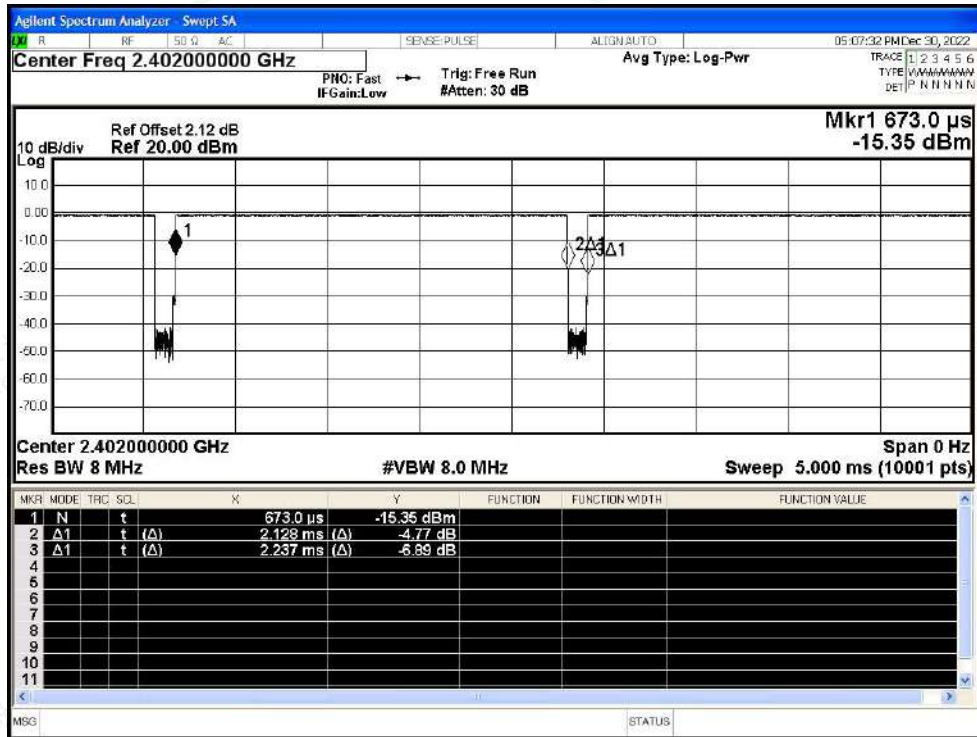 Agilent Spectrum Analyzer - Swept SA
LXI R RF 50 Ω AC SENSE:PULSE ALIGN AUTO 05:07:32 PM Dec 30, 2022
Center Freq 2.402000000 GHz Avg Type: Log-Pwr TRACE 1 2 3 4 5 6
PNO: Fast Trig: Free Run TYPE
IFGain:Low #Atten: 30 dB DET P N N N N N
Mkr1 673.0 µs
Ref Offset 2.12 dB
10 dB/div Ref 20.00 dBm -15.35 dBm
Log
10.0
0.00
-10.0
-20.0
-30.0
-40.0
-50.0
-60.0
-70.0
1
2Δ1
3Δ1
Center 2.402000000 GHz Span 0 Hz
Res BW 8 MHz #VBW 8.0 MHz Sweep 5.000 ms (10001 pts)
MKR MODE TRC SCL X Y FUNCTION FUNCTION WIDTH FUNCTION VALUE
1 N t 673.0 µs -15.35 dBm
2 Δ1 t (Δ) 2.128 ms (Δ) -4.77 dB
3 Δ1 t (Δ) 2.237 ms (Δ) -6.89 dB
4
5
6
7
8
9
10
11
MSG STATUS